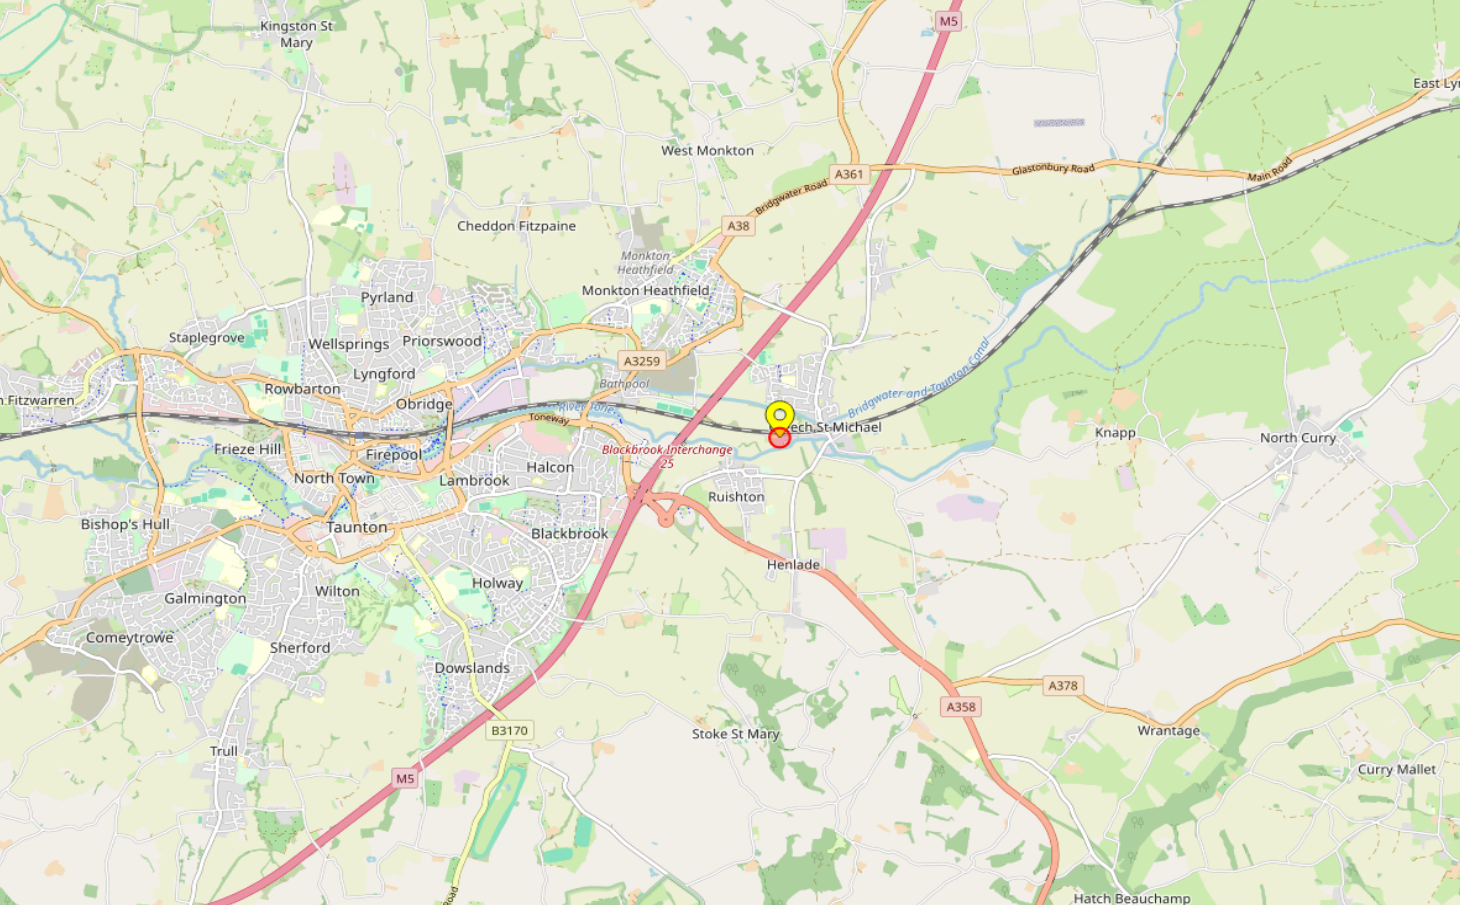 M5
Kingston St
Mary
East Lyn
West Monkton
Glastonbury Road
Main Road
A361
Bridgwater Road
A38
Cheddon Fitzpaine
Monkton
Heathfield
Monkton Heathfield
Pyrland
Staplegrove
Wellsprings
Priorswood
A3259
Lyngford
Bathpool
Rowbarton
Obridge
Bridgwater and Taunton Canal
n Fitzwarren
River Tone
Toneway
ech St Michael
Knapp
North Curry
Frieze Hill
Firepool
Blackbrook Interchange
25
Halcon
North Town
Lambrook
Ruishton
Bishop's Hull
Taunton
Blackbrook
Henlade
Holway
Wilton
Galmington
Comeytrowe
Sherford
Dowslands
A378
A358
B3170
Stoke St Mary
Wrantage
Trull
M5
Curry Mallet
Road
Hatch Beauchamp